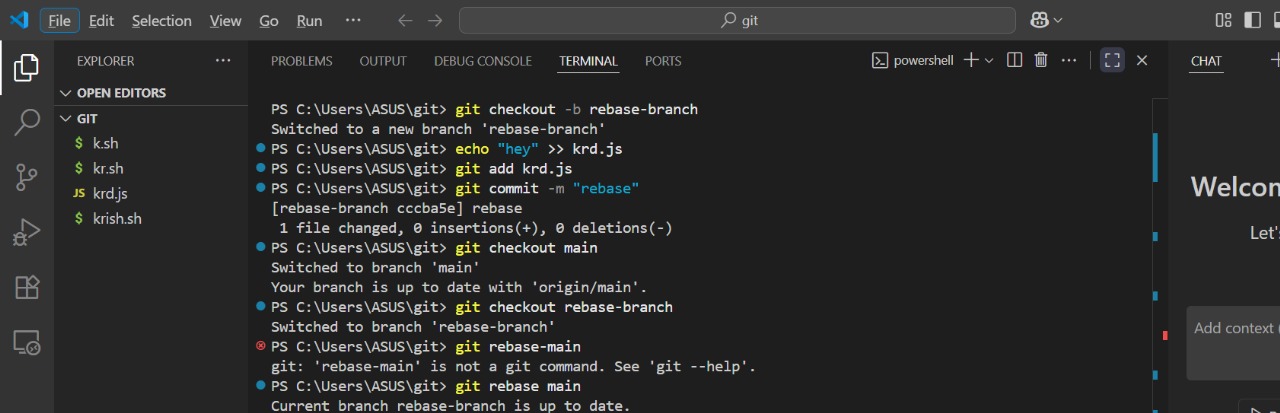 File Edit Selection View Go Run ··· git
EXPLORER ···
OPEN EDITORS
GIT
$ k.sh
$ kr.sh
JS krd.js
$ krish.sh
PROBLEMS OUTPUT DEBUG CONSOLE TERMINAL PORTS powershell ···
PS C:\Users\ASUS\git> git checkout -b rebase-branch
Switched to a new branch 'rebase-branch'
PS C:\Users\ASUS\git> echo "hey" >> krd.js
PS C:\Users\ASUS\git> git add krd.js
PS C:\Users\ASUS\git> git commit -m "rebase"
[rebase-branch cccba5e] rebase
 1 file changed, 0 insertions(+), 0 deletions(-)
PS C:\Users\ASUS\git> git checkout main
Switched to branch 'main'
Your branch is up to date with 'origin/main'.
PS C:\Users\ASUS\git> git checkout rebase-branch
Switched to branch 'rebase-branch'
PS C:\Users\ASUS\git> git rebase-main
git: 'rebase-main' is not a git command. See 'git --help'.
PS C:\Users\ASUS\git> git rebase main
Current branch rebase-branch is up to date.
CHAT
Welcon
Let's
Add context (